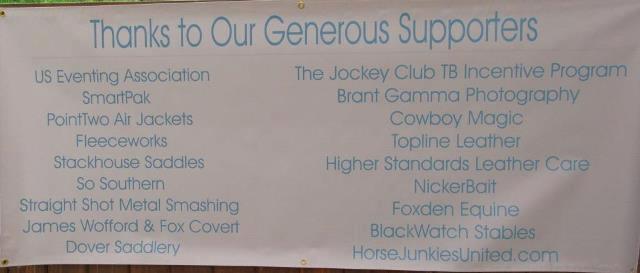 Thanks to Our Generous Supporters
US Eventing Association
SmartPak
PointTwo Air Jackets
Fleeceworks
Stackhouse Saddles
So Southern
Straight Shot Metal Smashing
James Wofford & Fox Covert
Dover Saddlery
The Jockey Club TB Incentive Program
Brant Gamma Photography
Cowboy Magic
Topline Leather
Higher Standards Leather Care
NickerBait
Foxden Equine
BlackWatch Stables
HorseJunkiesUnited.com